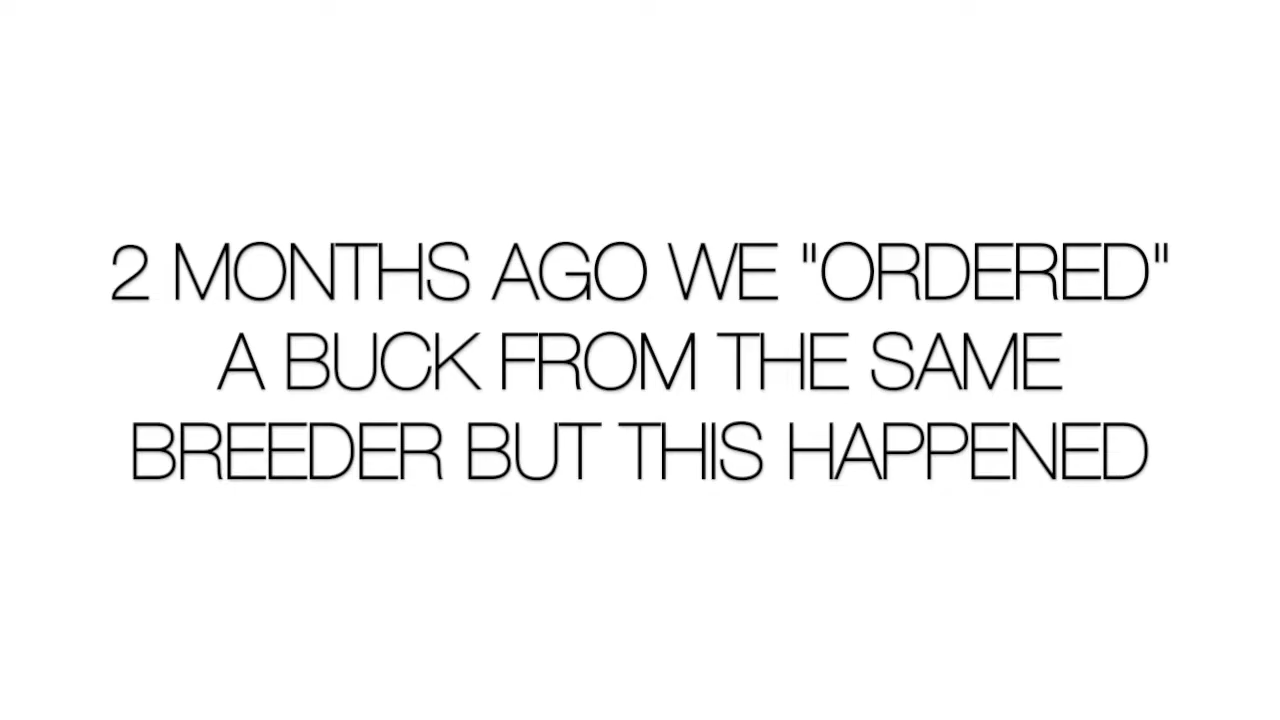 2 MONTHS AGO WE "ORDERED"
A BUCK FROM THE SAME
BREEDER BUT THIS HAPPENED